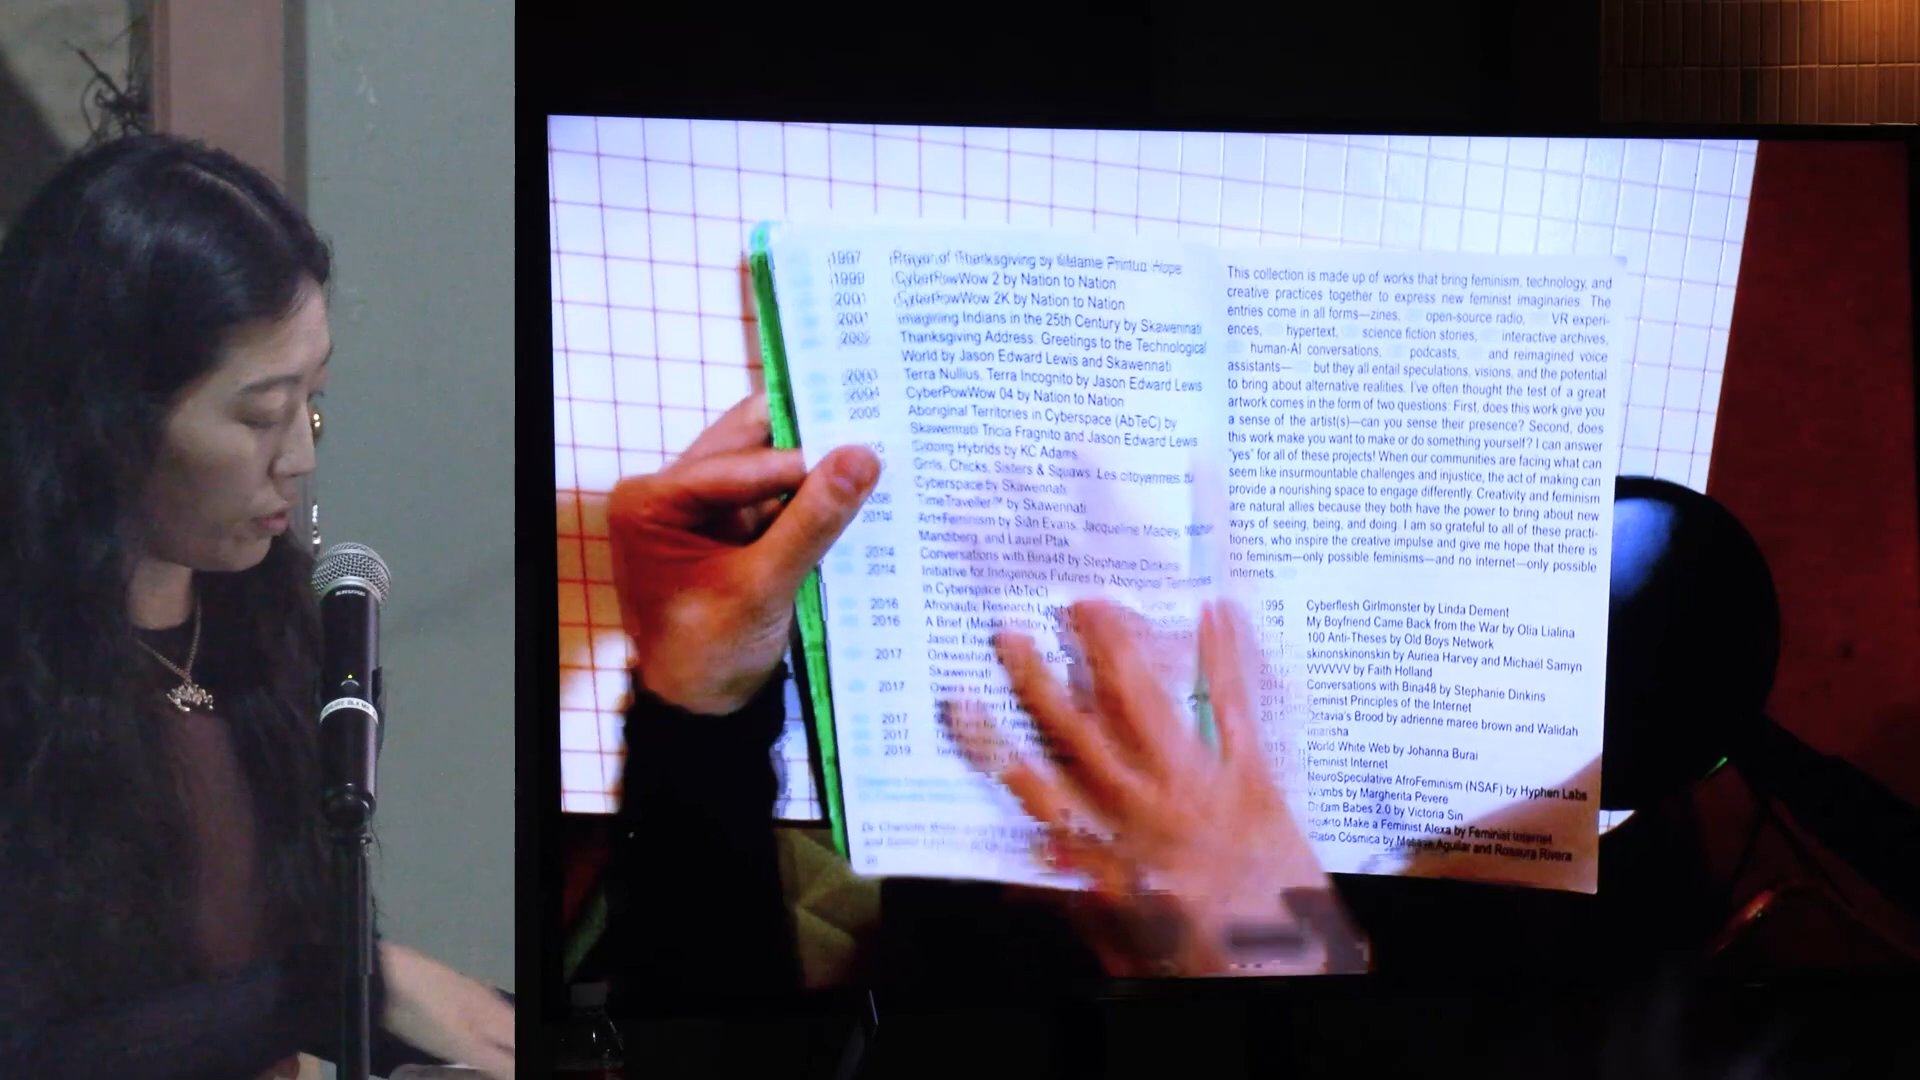 1997 of Thanksgiving by
1999 CyberPowWow 2 by Nation to Nation
2001 CyberPowWow 2K by Nation to Nation
2001 Imagining Indians in the 25th Century by Skawennati
2002 Thanksgiving Address: Greetings to the Technological
World by Jason Edward Lewis and Skawennati
2003 Terra Nullius, Terra Incognito by Jason Edward Lewis
2004 CyberPowWow 04 by Nation to Nation
2005 Aboriginal Territories in Cyberspace (AbTeC) by
Skawennati Tricia Fragnito and Jason Edward Lewis
Cyborg Hybrids by KC Adams
Grrls, Chicks, Sisters & Squaws: Les citoyennes du
Cyberspace by Skawennati
TimeTraveller™ by Skawennati
2014 Art+Feminism by Siân Evans, Jacqueline Mabey,
Mandiberg, and Laurel Ptak
2014 Conversations with Bina48 by Stephanie Dinkins
2014 Initiative for Indigenous Futures by Aboriginal Territories
in Cyberspace (AbTeC)
2016 Afronautic Research Lab
2016 A Brief (Media) History of the
Jason
2017
Skawennati
2017
2017
2017
2019
This collection is made up of works that bring feminism, technology, and
creative practices together to express new feminist imaginaries. The
entries come in all forms—zines, open-source radio, VR experi-
ences, hypertext, science fiction stories, interactive archives,
human-AI conversations, podcasts, and reimagined voice
assistants— but they all entail speculations, visions, and the potential
to bring about alternative realities. I've often thought the test of a great
artwork comes in the form of two questions: First, does this work give you
a sense of the artist(s)—can you sense their presence? Second, does
this work make you want to make or do something yourself? I can answer
"yes" for all of these projects! When our communities are facing what can
seem like insurmountable challenges and injustice, the act of making can
provide a nourishing space to engage differently. Creativity and feminism
are natural allies because they both have the power to bring about new
ways of seeing, being, and doing. I am so grateful to all of these practi-
tioners, who inspire the creative impulse and give me hope that there is
no feminism—only possible feminisms—and no internet—only possible
internets.
1995 Cyberflesh Girlmonster by Linda Dement
1996 My Boyfriend Came Back from the War by Olia Lialina
1997 100 Anti-Theses by Old Boys Network
skinonskinonskin by Auriea Harvey and Michaël Samyn
VVVVVV by Faith Holland
2014 Conversations with Bina48 by Stephanie Dinkins
2014 Feminist Principles of the Internet
2015 Octavia's Brood by adrienne maree brown and Walidah
Imarisha
2015 World White Web by Johanna Burai
Feminist Internet
NeuroSpeculative AfroFeminism (NSAF) by Hyphen Labs
Wombs by Margherita Pevere
Dream Babes 2.0 by Victoria Sin
How to Make a Feminist Alexa by Feminist Internet
Cósmica by Aguilar and Rossura Rivera